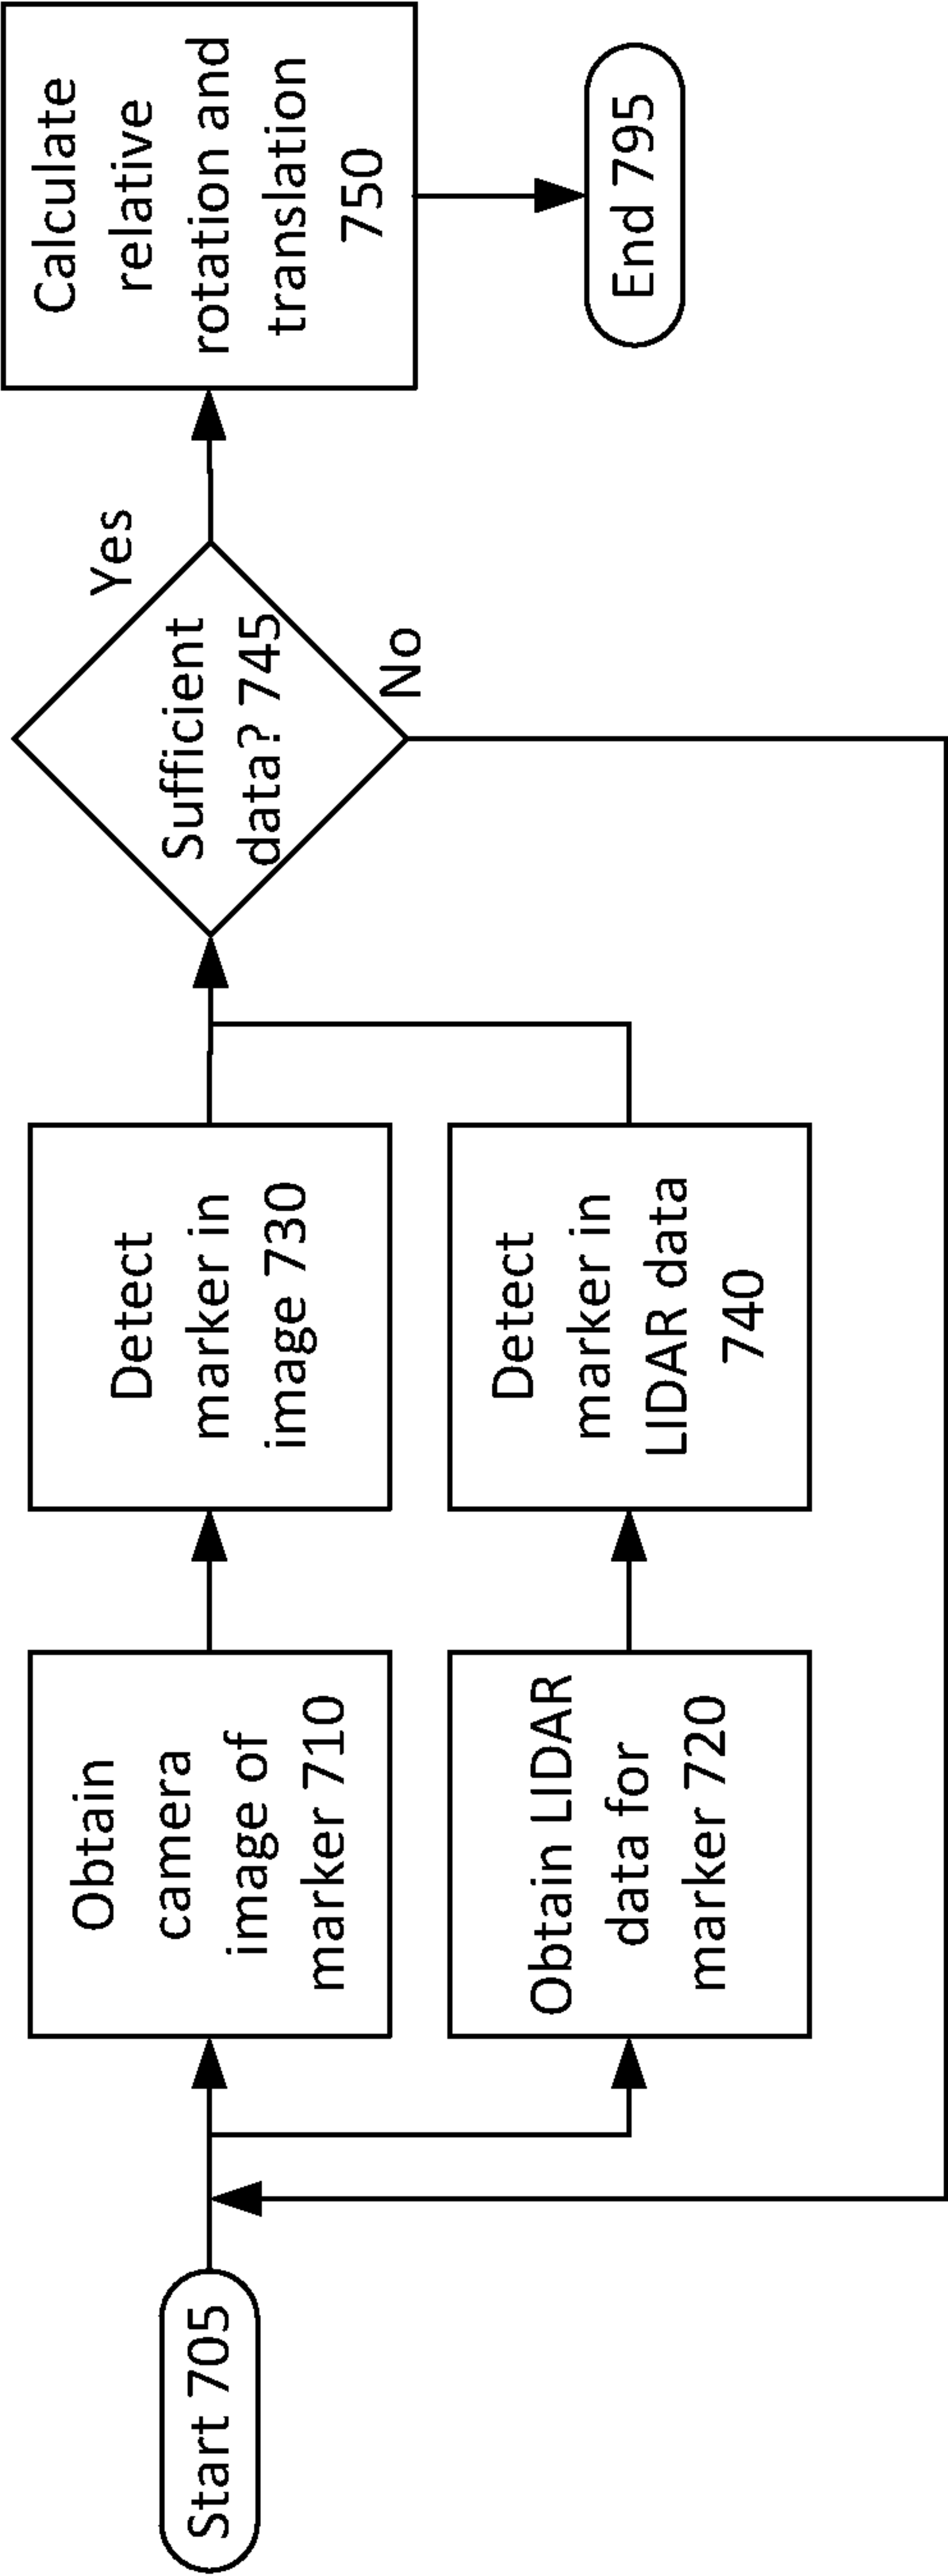 Start 705
Obtain
camera
image of
marker 710
Obtain LIDAR
data for
marker 720
Detect
marker in
image 730
Detect
marker in
LIDAR data
740
Sufficient
data? 745
Yes
No
Calculate
relative
rotation and
translation
750
End 795